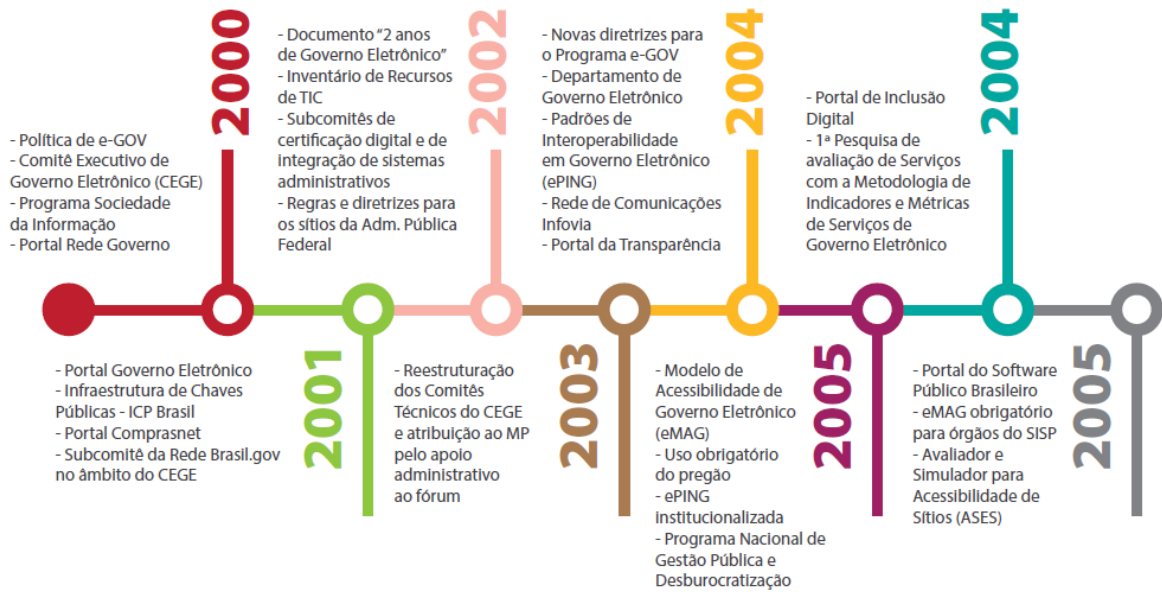 - Política de e-GOV
- Comitê Executivo de
Governo Eletrônico (CEGE)
- Programa Sociedade
da Informação
- Portal Rede Governo
2000
- Portal Governo Eletrônico
- Infraestrutura de Chaves
Públicas - ICP Brasil
- Portal Comprasnet
- Subcomitê da Rede Brasil.gov
no âmbito do CEGE
2001
- Documento "2 anos
de Governo Eletrônico"
- Inventário de Recursos
de TIC
- Subcomitês de
certificação digital e de
integração de sistemas
administrativos
- Regras e diretrizes para
os sítios da Adm. Pública
Federal
2002
- Reestruturação
dos Comitês
Técnicos do CEGE
e atribuição ao MP
pelo apoio
administrativo
ao fórum
2003
- Novas diretrizes para
o Programa e-GOV
- Departamento de
Governo Eletrônico
- Padrões de
Interoperabilidade
em Governo Eletrônico
(ePING)
- Rede de Comunicações
Infovia
- Portal da Transparência
2004
- Modelo de
Acessibilidade de
Governo Eletrônico
(eMAG)
- Uso obrigatório
do pregão
- ePING
institucionalizada
- Programa Nacional de
Gestão Pública e
Desburocratização
2005
- Portal de Inclusão
Digital
- 1ª Pesquisa de
avaliação de Serviços
com a Metodologia de
Indicadores e Métricas
de Serviços de
Governo Eletrônico
2004
- Portal do Software
Público Brasileiro
- eMAG obrigatório
para órgãos do SISP
- Avaliador e
Simulador para
Acessibilidade de
Sítios (ASES)
2005